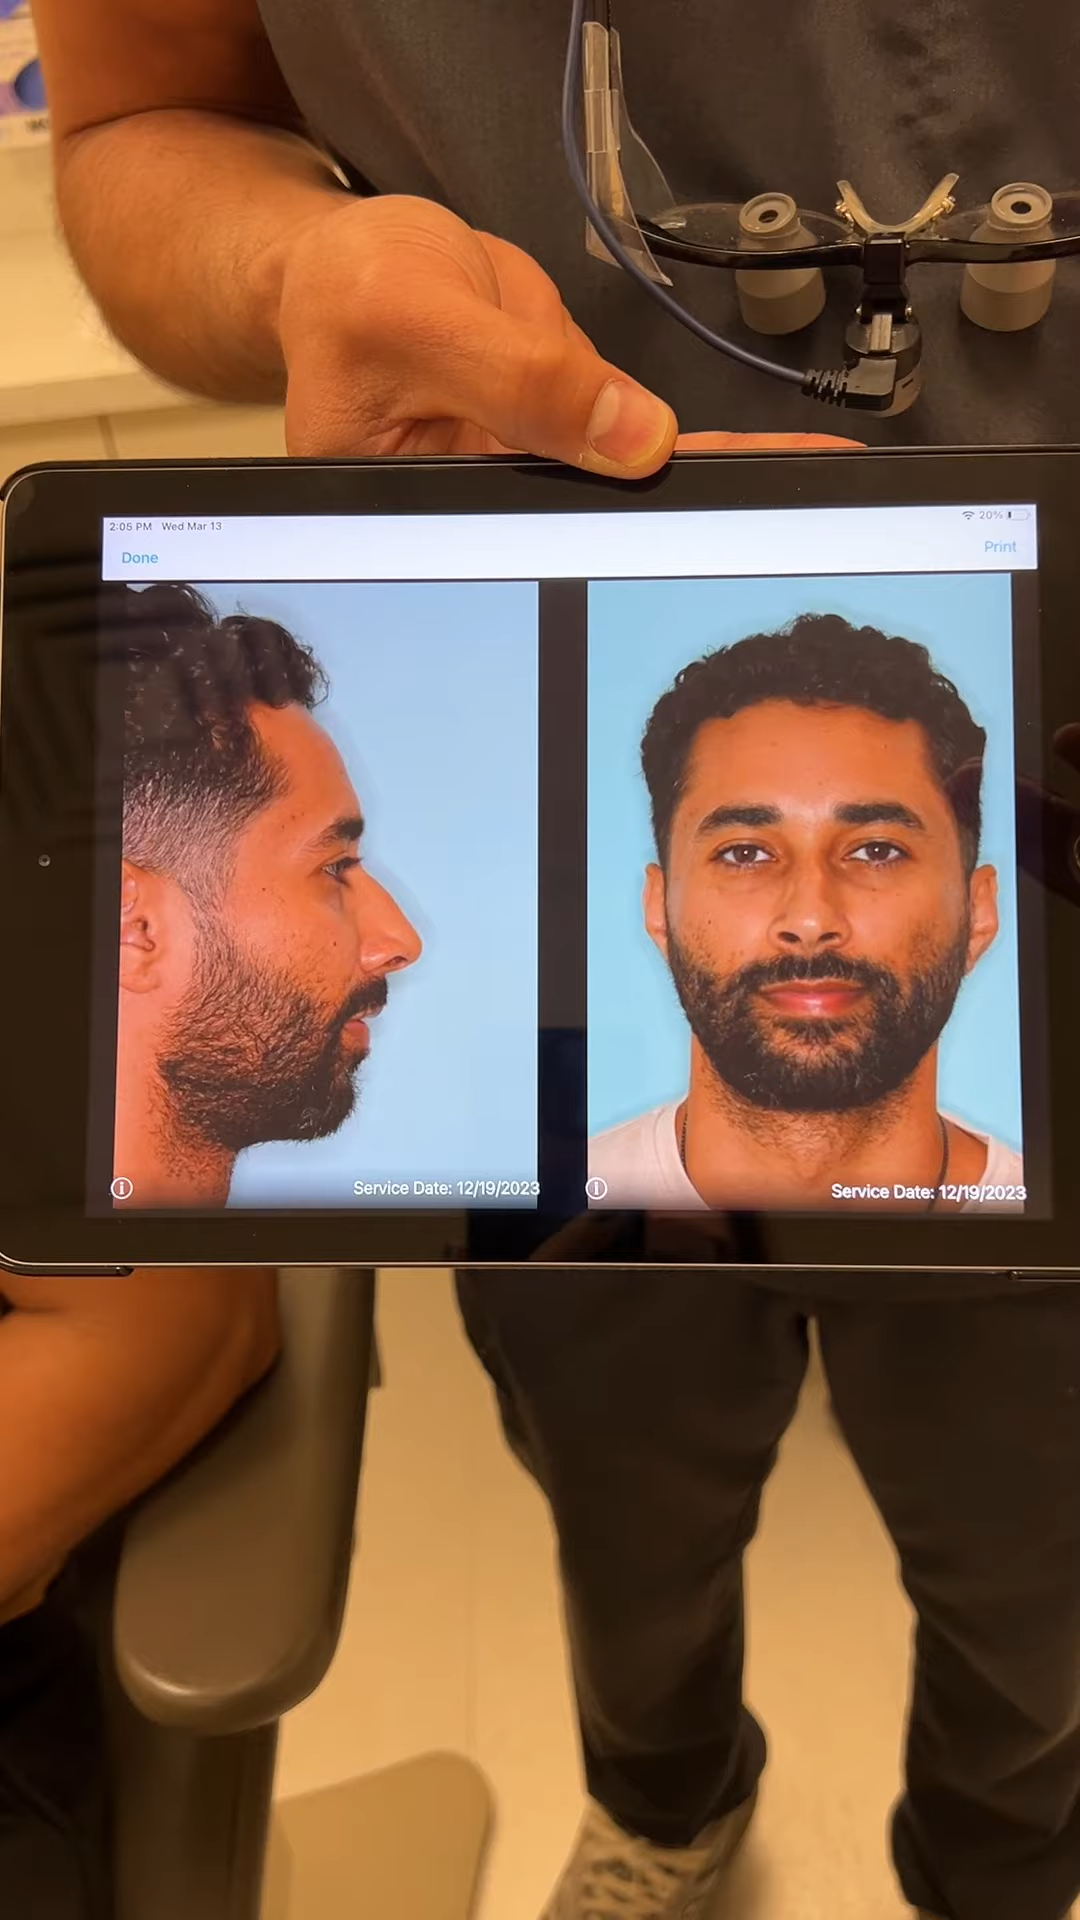 2:05 PM Wed Mar 13
20%
Done
Print
Service Date: 12/19/2023
Service Date: 12/19/2023